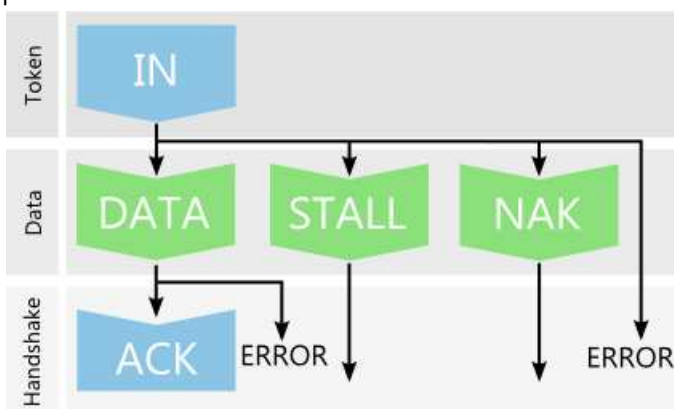 Token
IN
Data
DATA
STALL
NAK
Handshake
ACK
ERROR
ERROR